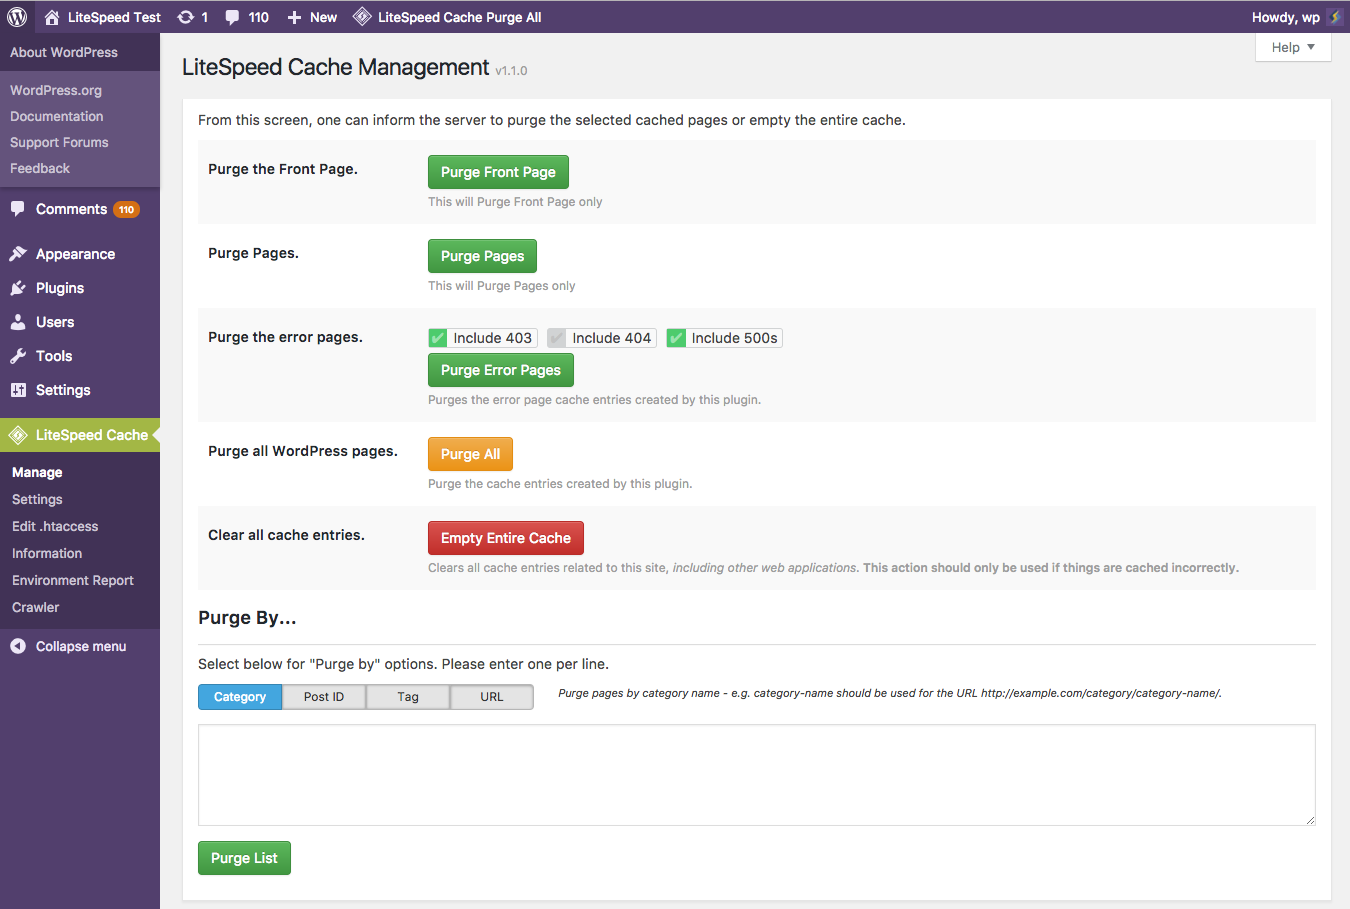 LiteSpeed Test 1 110 New LiteSpeed Cache Purge All Howdy, wp
About WordPress
WordPress.org
Documentation
Support Forums
Feedback
Comments 110
Appearance
Plugins
Users
Tools
Settings
LiteSpeed Cache
Manage
Settings
Edit .htaccess
Information
Environment Report
Crawler
Collapse menu
Help
LiteSpeed Cache Management v1.1.0
From this screen, one can inform the server to purge the selected cached pages or empty the entire cache.
Purge the Front Page. Purge Front Page
This will Purge Front Page only
Purge Pages. Purge Pages
This will Purge Pages only
Purge the error pages. Include 403 Include 404 Include 500s
Purge Error Pages
Purges the error page cache entries created by this plugin.
Purge all WordPress pages. Purge All
Purge the cache entries created by this plugin.
Clear all cache entries. Empty Entire Cache
Clears all cache entries related to this site, including other web applications. This action should only be used if things are cached incorrectly.
Purge By...
Select below for "Purge by" options. Please enter one per line.
Category Post ID Tag URL Purge pages by category name - e.g. category-name should be used for the URL http://example.com/category/category-name/.
Purge List